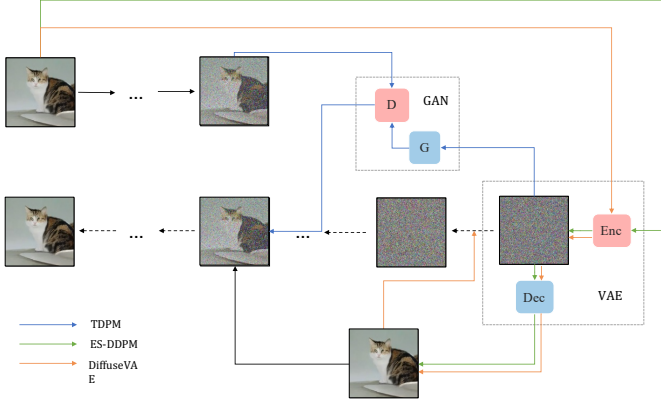 ...
D
GAN
G
...
...
Enc
Dec
VAE
TDPM
ES-DDPM
DiffuseVA
E